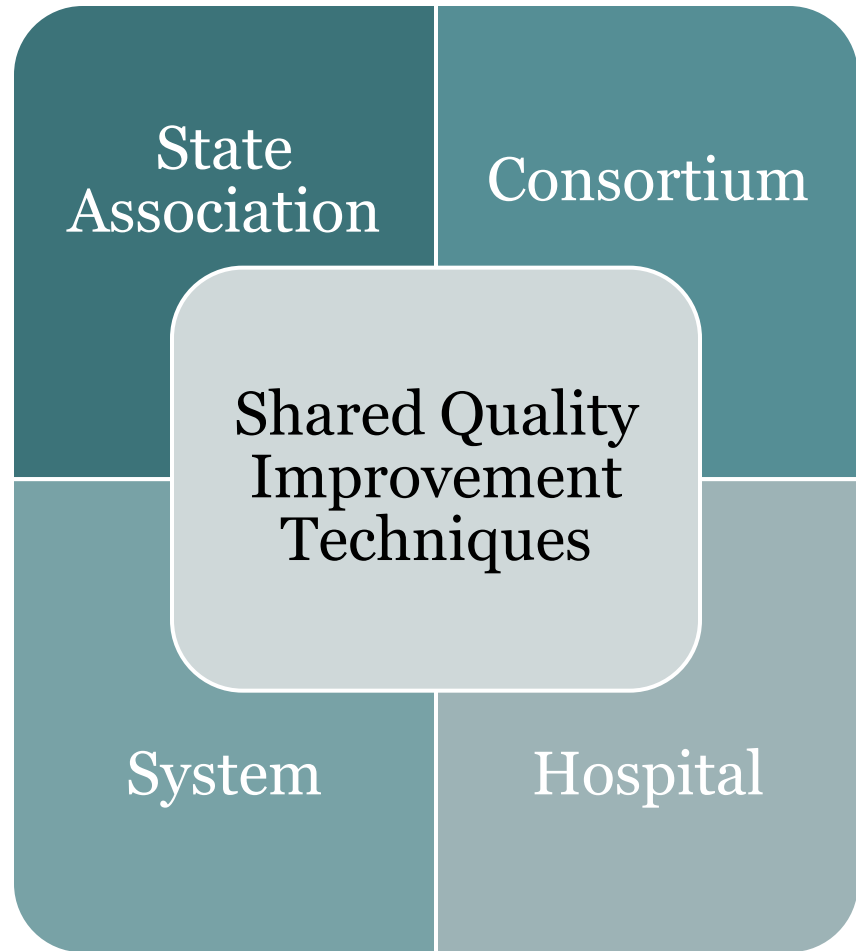 State
Association
Consortium
Shared Quality
Improvement
Techniques
System
Hospital